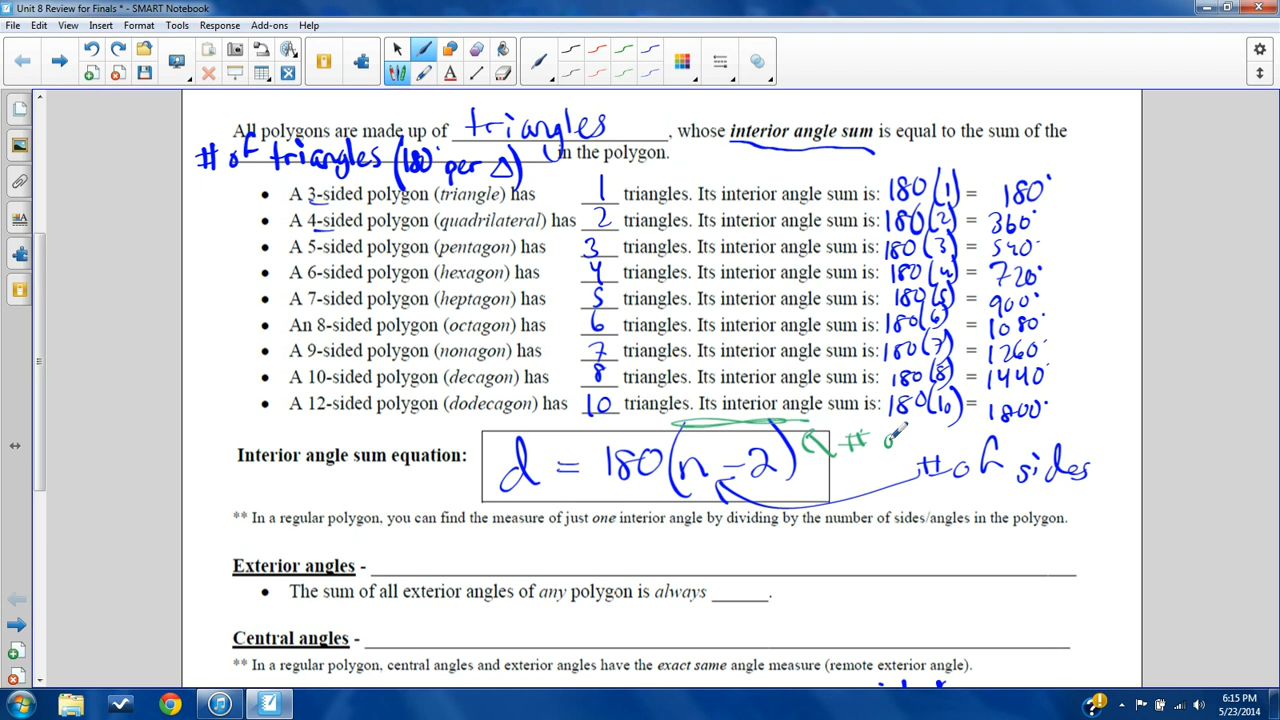 Unit 8 Review for Finals * - SMART Notebook
File Edit View Insert Format Tools Response Add-ons Help
All polygons are made up of triangles, whose interior angle sum is equal to the sum of the
# of triangles (180° per △) in the polygon.
• A 3-sided polygon (triangle) has 1 triangles. Its interior angle sum is: 180(1) = 180°
• A 4-sided polygon (quadrilateral) has 2 triangles. Its interior angle sum is: 180(2) = 360°
• A 5-sided polygon (pentagon) has 3 triangles. Its interior angle sum is: 180(3) = 540°
• A 6-sided polygon (hexagon) has 4 triangles. Its interior angle sum is: 180(4) = 720°
• A 7-sided polygon (heptagon) has 5 triangles. Its interior angle sum is: 180(5) = 900°
• An 8-sided polygon (octagon) has 6 triangles. Its interior angle sum is: 180(6) = 1080°
• A 9-sided polygon (nonagon) has 7 triangles. Its interior angle sum is: 180(7) = 1260°
• A 10-sided polygon (decagon) has 8 triangles. Its interior angle sum is: 180(8) = 1440°
• A 12-sided polygon (dodecagon) has 10 triangles. Its interior angle sum is: 180(10) = 1800°
# o
Interior angle sum equation: d = 180(n-2) # of sides
** In a regular polygon, you can find the measure of just one interior angle by dividing by the number of sides/angles in the polygon.
Exterior angles - 
• The sum of all exterior angles of any polygon is always ______.
Central angles - 
** In a regular polygon, central angles and exterior angles have the exact same angle measure (remote exterior angle).
6:15 PM
5/23/2014